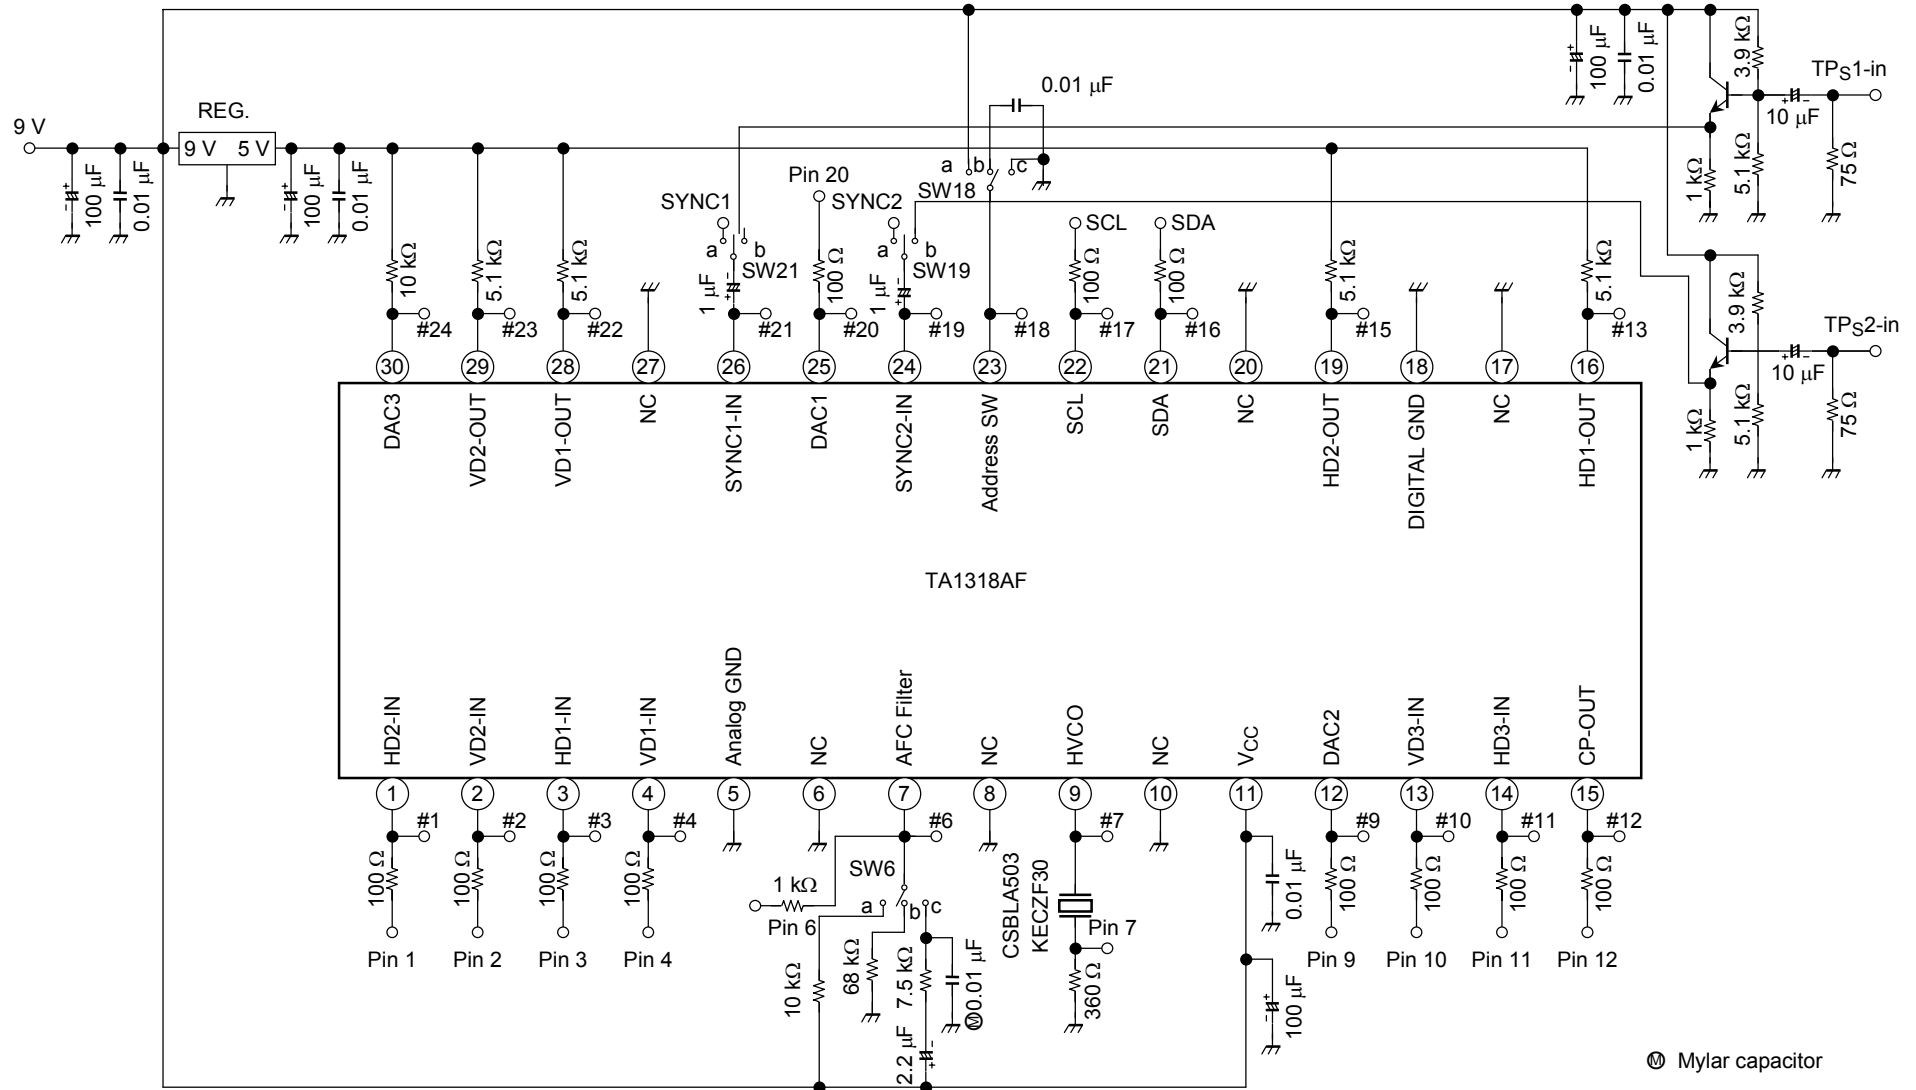 0.01 μF
100 μF
0.01 μF
3.9 kΩ
TPS1-in
10 μF
1 kΩ
5.1 kΩ
75 Ω
9 V
REG.
9 V 5 V
100 μF
0.01 μF
100 μF
0.01 μF
a b c
SW18
Pin 20
SYNC1
SYNC2
SCL
SDA
a b
SW21
a b
SW19
10 kΩ
5.1 kΩ
5.1 kΩ
1 μF
100 Ω
1 μF
100 Ω
100 Ω
5.1 kΩ
5.1 kΩ
3.9 kΩ
TPS2-in
10 μF
1 kΩ
5.1 kΩ
75 Ω
#24
#23
#22
#21
#20
#19
#18
#17
#16
#15
#13
30
29
28
27
26
25
24
23
22
21
20
19
18
17
16
DAC3
VD2-OUT
VD1-OUT
NC
SYNC1-IN
DAC1
SYNC2-IN
Address SW
SCL
SDA
NC
HD2-OUT
DIGITAL GND
NC
HD1-OUT
TA1318AF
HD2-IN
VD2-IN
HD1-IN
VD1-IN
Analog GND
NC
AFC Filter
NC
HVCO
NC
VCC
DAC2
VD3-IN
HD3-IN
CP-OUT
1
2
3
4
5
6
7
8
9
10
11
12
13
14
15
#1
#2
#3
#4
#6
#7
#9
#10
#11
#12
100 Ω
100 Ω
100 Ω
100 Ω
1 kΩ
SW6
a b c
Pin 6
CSBLA503
KECZF30
Pin 7
0.01 μF
100 Ω
100 Ω
100 Ω
100 Ω
Pin 1
Pin 2
Pin 3
Pin 4
Pin 9
Pin 10
Pin 11
Pin 12
10 kΩ
68 kΩ
7.5 kΩ
Ⓜ0.01 μF
360 Ω
100 μF
2.2 μF
Ⓜ Mylar capacitor